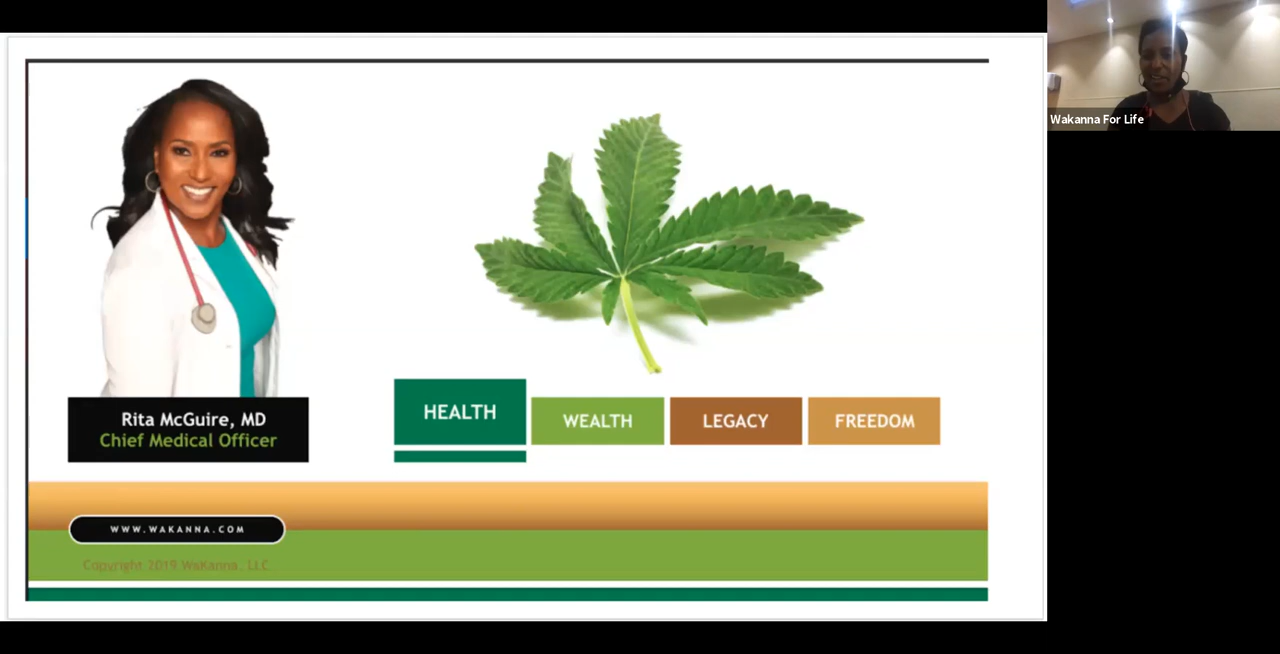 Rita McGuire, MD
Chief Medical Officer
HEALTH
WEALTH
LEGACY
FREEDOM
WWW.WAKANNA.COM
Copyright 2019 WaKanna, LLC.
Wakanna For Life